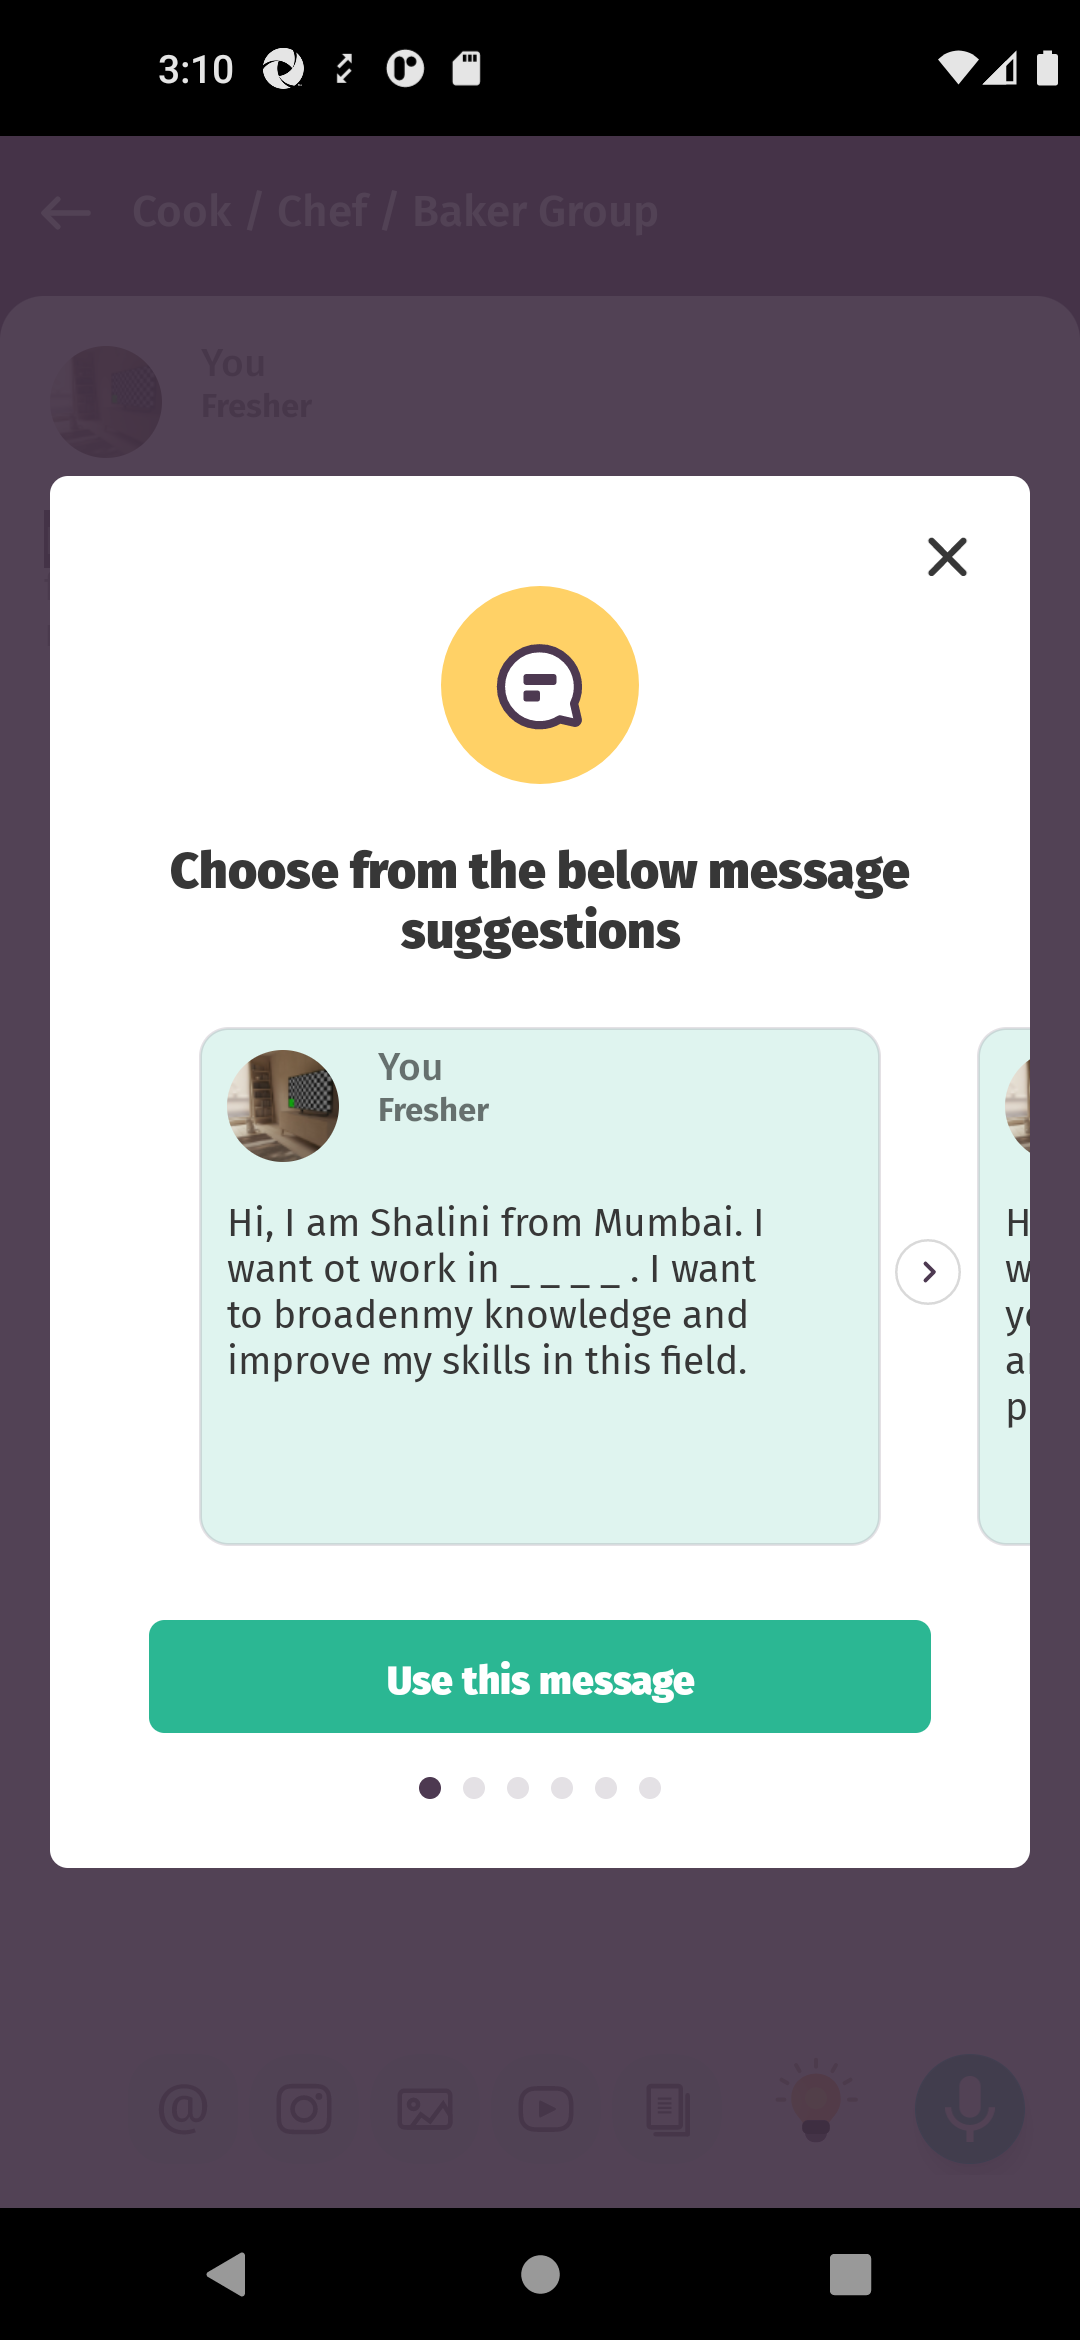 3:10
Cook / Chef / Baker Group
You
Fresher
Choose from the below message
suggestions
You
Fresher
Hi, I am Shalini from Mumbai. I
want ot work in _ _ _ _ . I want
to broadenmy knowledge and
improve my skills in this field.
Use this message